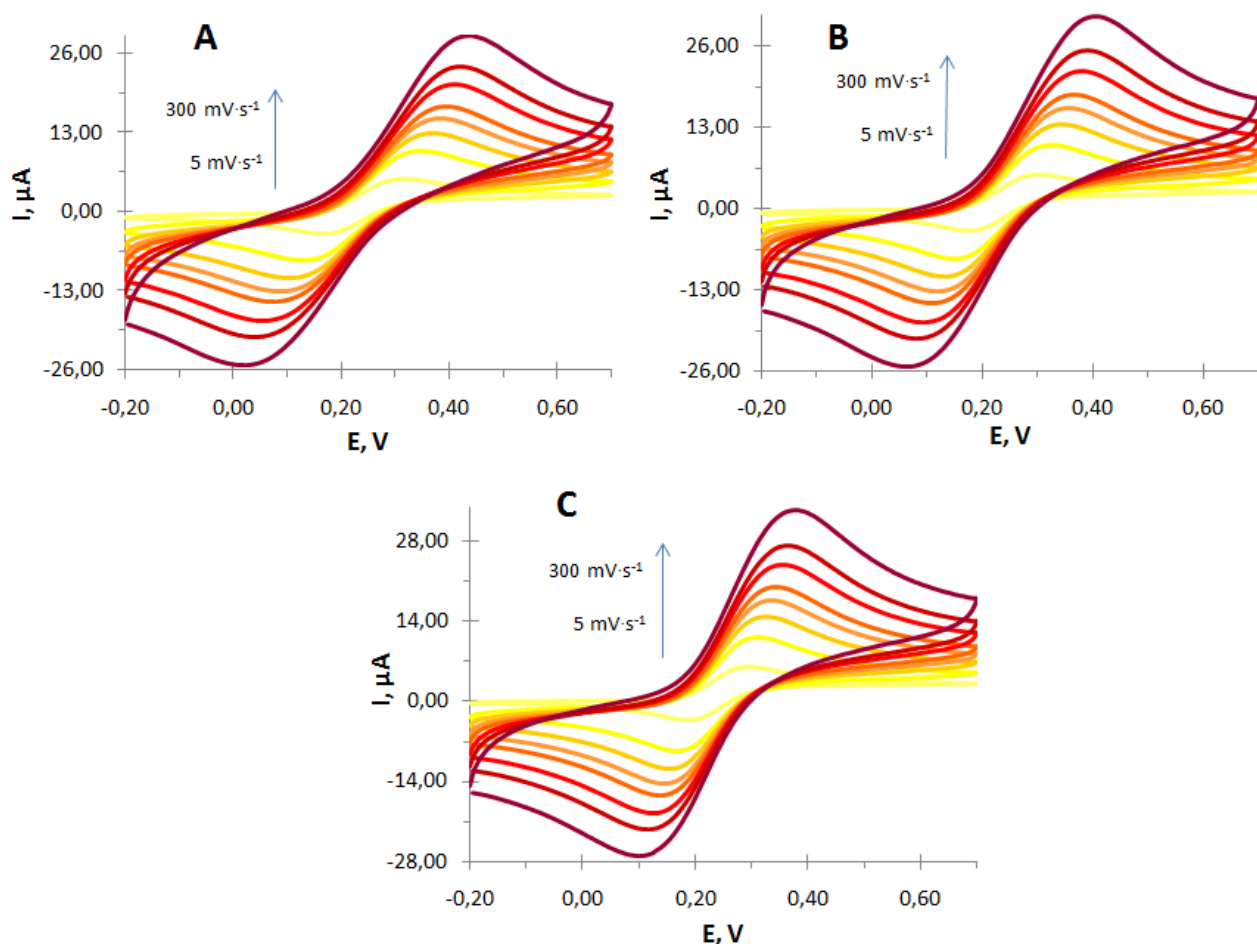 A
26,00
300 mV·s⁻¹
13,00
5 mV·s⁻¹
I, µA
0,00
-13,00
-26,00
-0,20 0,00 0,20 0,40 0,60
E, V
B
26,00
300 mV·s⁻¹
13,00
5 mV·s⁻¹
I, µA
0,00
-13,00
-26,00
-0,20 0,00 0,20 0,40 0,60
E, V
C
28,00
300 mV·s⁻¹
14,00
5 mV·s⁻¹
I, µA
0,00
-14,00
-28,00
-0,20 0,00 0,20 0,40 0,60
E, V